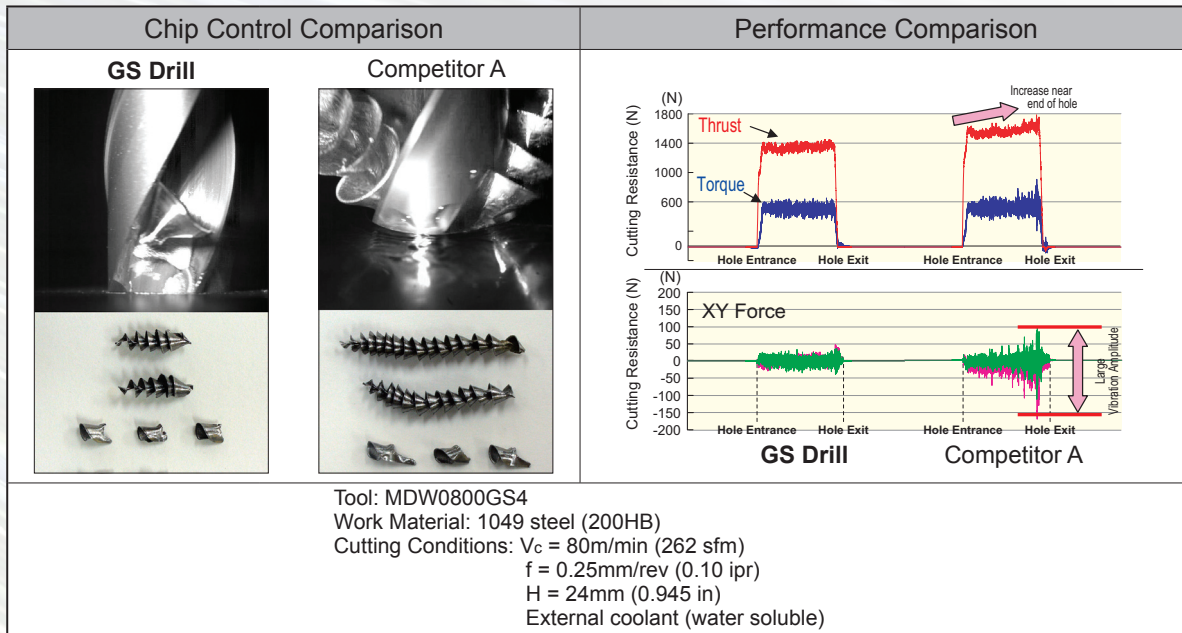 Chip Control Comparison
Performance Comparison
GS Drill
Competitor A
(N)
Cutting Resistance (N)
1800
1400
1000
600
0
Thrust
Torque
Increase near
end of hole
Hole Entrance
Hole Exit
Hole Entrance
Hole Exit
(N)
Cutting Resistance (N)
200
150
100
50
0
-50
-100
-150
-200
XY Force
Large
Vibration Amplitude
Hole Entrance
Hole Exit
Hole Entrance
Hole Exit
GS Drill
Competitor A
Tool: MDW0800GS4
Work Material: 1049 steel (200HB)
Cutting Conditions: Vc = 80m/min (262 sfm)
f = 0.25mm/rev (0.10 ipr)
H = 24mm (0.945 in)
External coolant (water soluble)